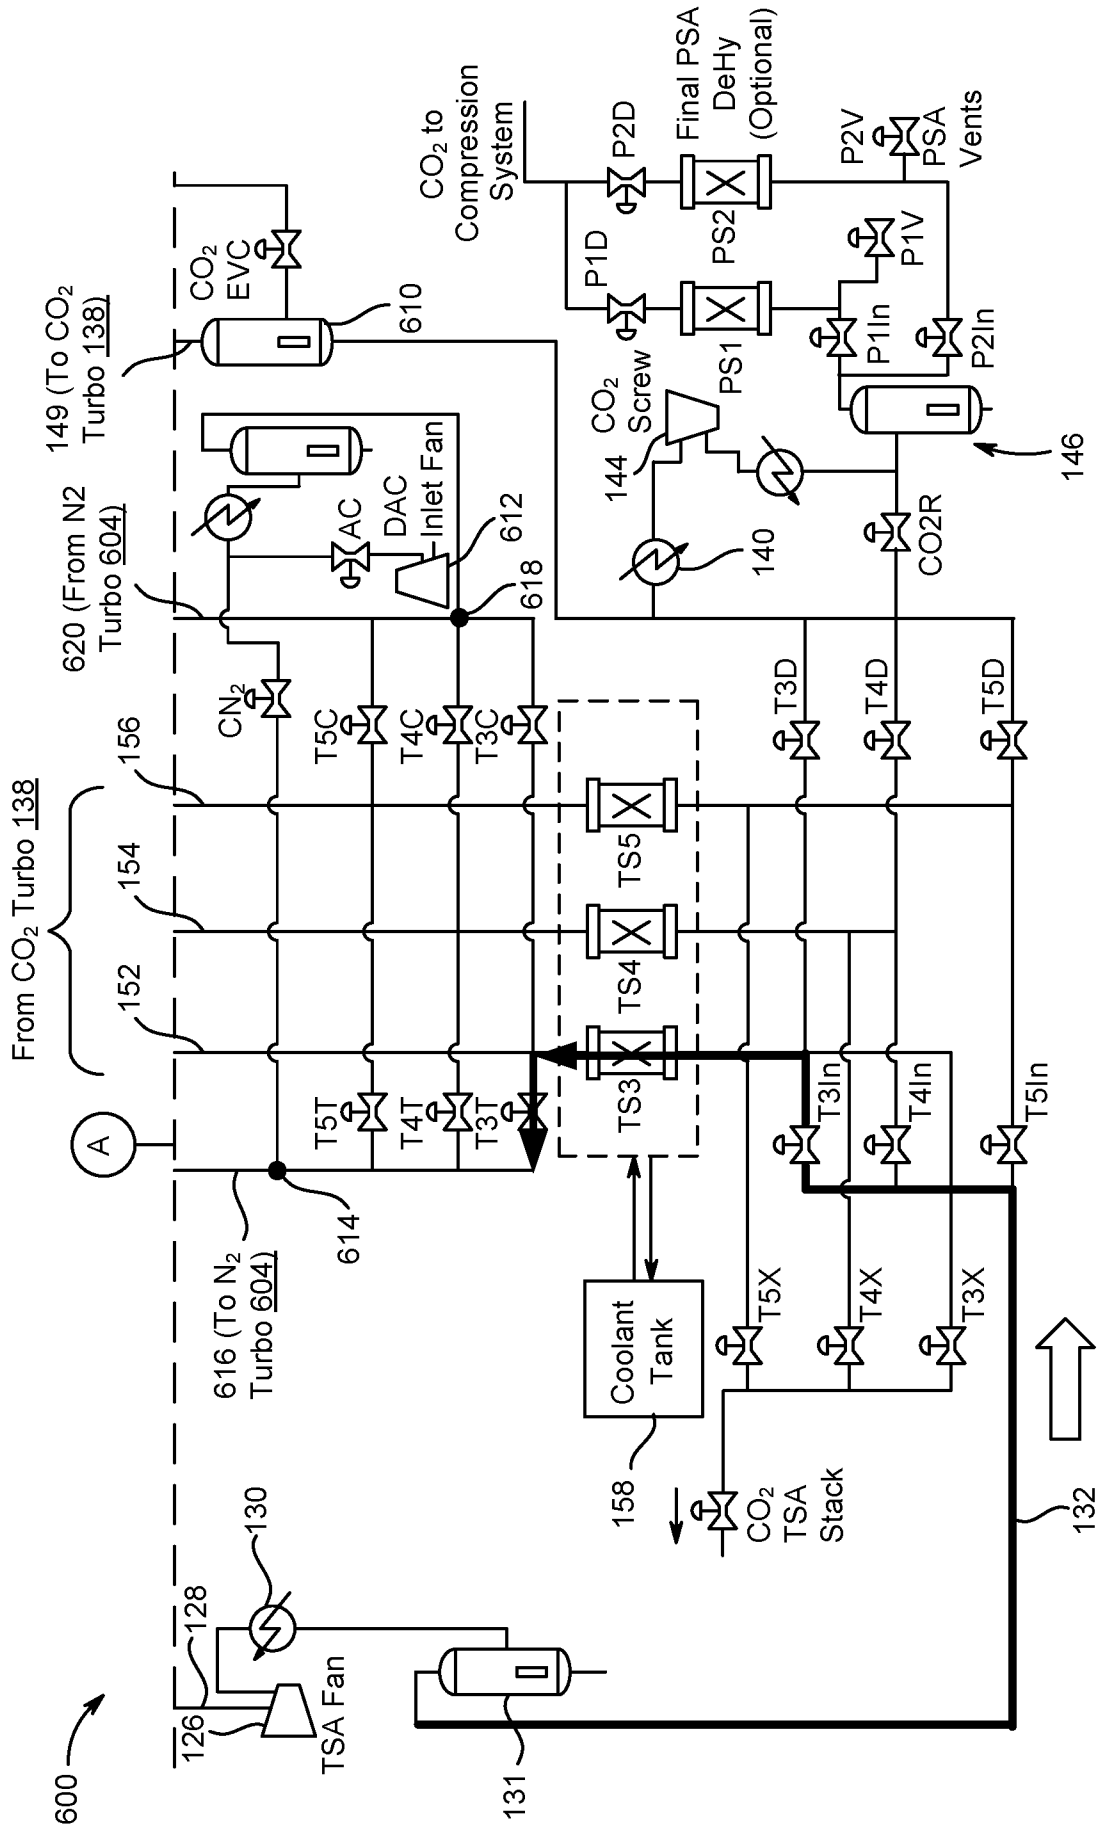 600
126
128
130
TSA Fan
131
132
A
From CO₂ Turbo 138
152
154
156
616 (To N₂
Turbo 604)
614
620 (From N2
Turbo 604)
618
149 (To CO₂
Turbo 138)
610
CO₂
EVC
CN₂
AC
DAC
Inlet Fan
612
T5T
T4T
T3T
T5C
T4C
T3C
TS3
TS4
TS5
Coolant
Tank
158
CO₂
TSA
Stack
T5X
T4X
T3X
T3In
T4In
T5In
T3D
T4D
T5D
CO2R
140
144
CO₂
Screw
146
CO₂ to
Compression
System
P1D
P2D
PS1
PS2
Final PSA
DeHy
(Optional)
P1In
P2In
P1V
P2V
PSA
Vents